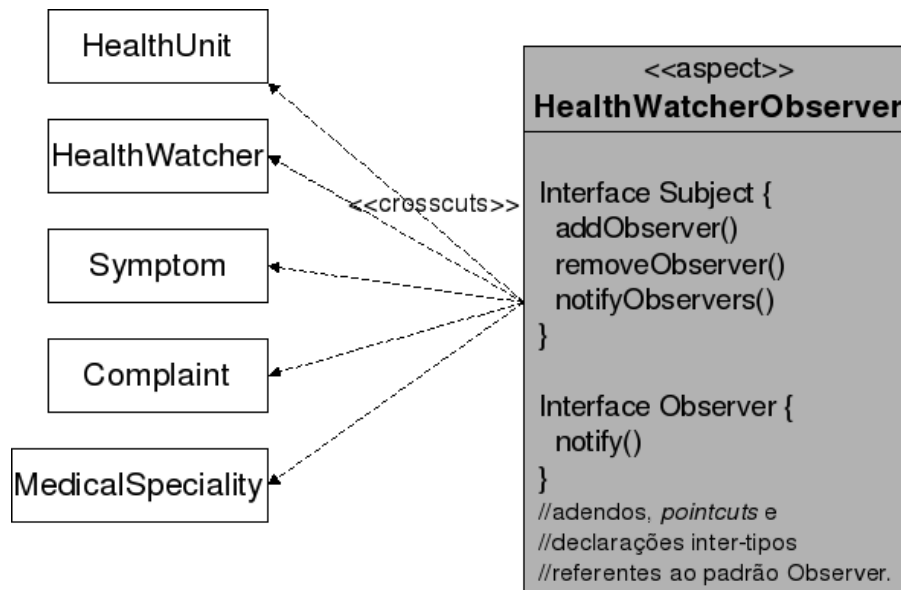 HealthUnit
HealthWatcher
Symptom
Complaint
MedicalSpeciality
<<crosscuts>>
<<aspect>>
HealthWatcherObserver
Interface Subject {
addObserver()
removeObserver()
notifyObservers()
}
Interface Observer {
notify()
}
//adendos, pointcuts e
//declarações inter-tipos
//referentes ao padrão Observer.